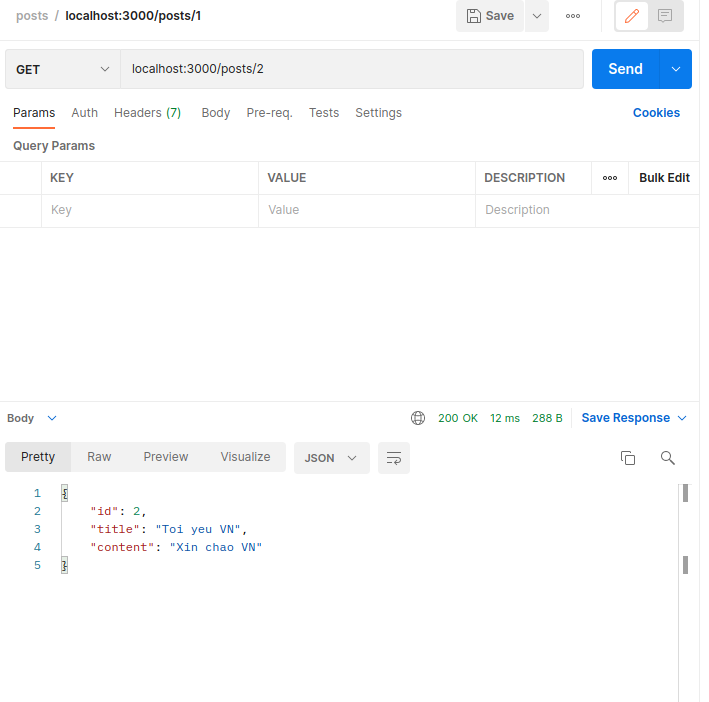 posts / localhost:3000/posts/1 Save
GET localhost:3000/posts/2 Send
Params Auth Headers (7) Body Pre-req. Tests Settings Cookies
Query Params
KEY VALUE DESCRIPTION Bulk Edit
Key Value Description
Body 200 OK 12 ms 288 B Save Response
Pretty Raw Preview Visualize JSON
1 {
2 "id": 2,
3 "title": "Toi yeu VN",
4 "content": "Xin chao VN"
5 }